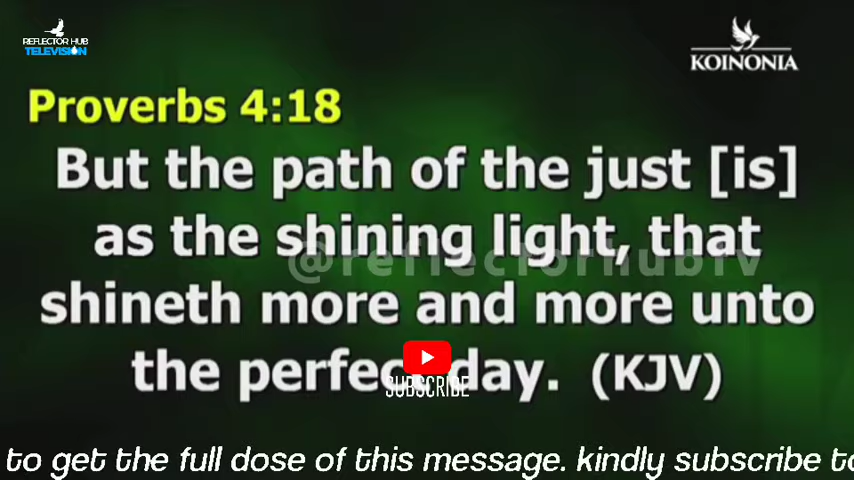 REFLECTOR HUB
TELEVISION
KOINONIA
Proverbs 4:18
But the path of the just [is]
as the shining light, that
@reflectorhubtv
shineth more and more unto
the perfect day. (KJV)
SUBSCRIBE
to get the full dose of this message. kindly subscribe to